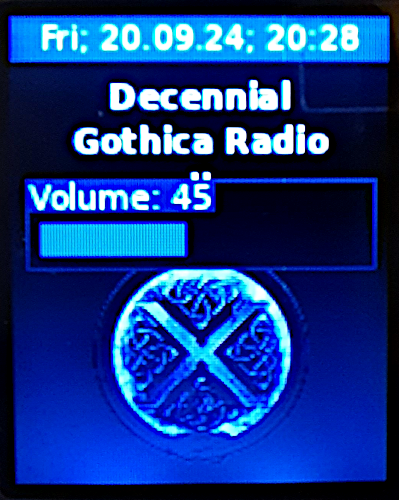 Fri; 20.09.24; 20:28
Decennial
Gothica Radio
..
Volume: 45